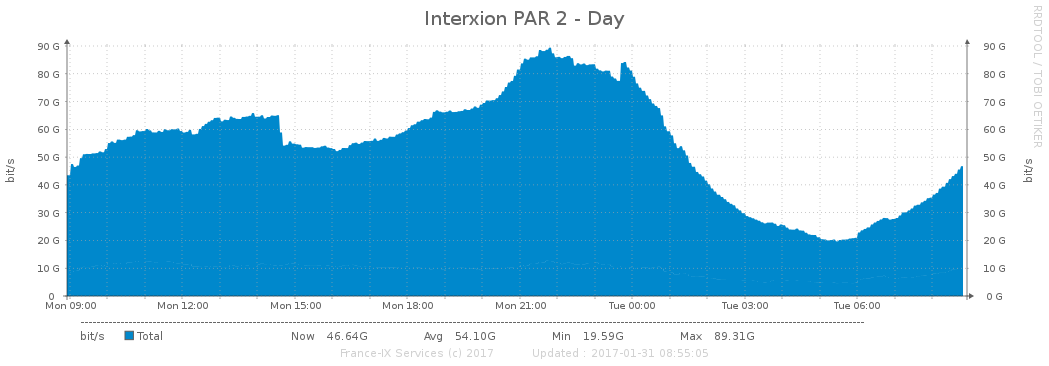 Interxion PAR 2 - Day
RRDTOOL / TOBI OETIKER
bit/s
90 G
80 G
70 G
60 G
50 G
40 G
30 G
20 G
10 G
0
90 G
80 G
70 G
60 G
50 G
40 G
30 G
20 G
10 G
0 G
bit/s
Mon 09:00 Mon 12:00 Mon 15:00 Mon 18:00 Mon 21:00 Tue 00:00 Tue 03:00 Tue 06:00
bit/s Total Now 46.64G Avg 54.10G Min 19.59G Max 89.31G
France-IX Services (c) 2017 Updated : 2017-01-31 08:55:05